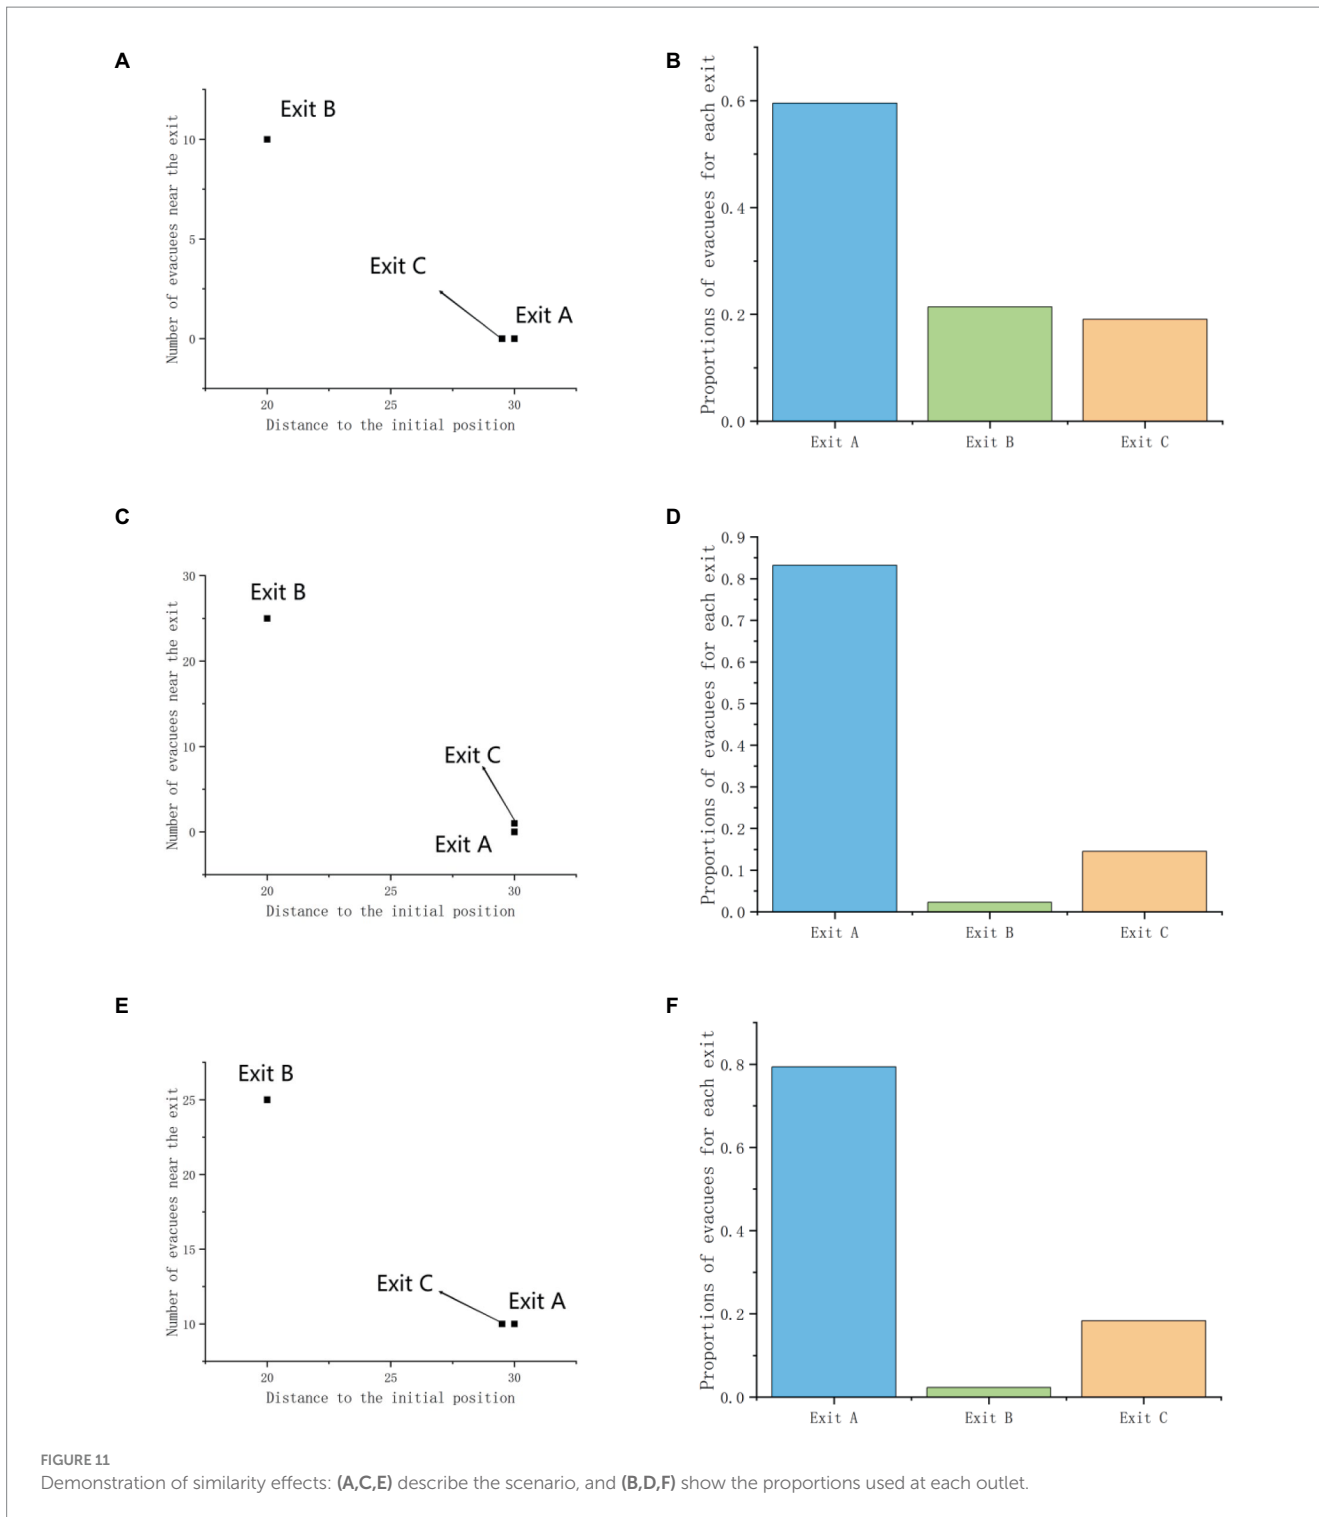 A
Number of evacuees near the exit
10
5
0
Exit B
Exit C
Exit A
20 25 30
Distance to the initial position
B
Proportions of evacuees for each exit
0.6
0.4
0.2
0.0
Exit A Exit B Exit C
C
Number of evacuees near the exit
30
20
10
0
Exit B
Exit C
Exit A
20 25 30
Distance to the initial position
D
Proportions of evacuees for each exit
0.9
0.8
0.7
0.6
0.5
0.4
0.3
0.2
0.1
0.0
Exit A Exit B Exit C
E
Number of evacuees near the exit
25
20
15
10
Exit B
Exit C
Exit A
20 25 30
Distance to the initial position
F
Proportions of evacuees for each exit
0.8
0.6
0.4
0.2
0.0
Exit A Exit B Exit C
FIGURE 11
Demonstration of similarity effects: (A,C,E) describe the scenario, and (B,D,F) show the proportions used at each outlet.